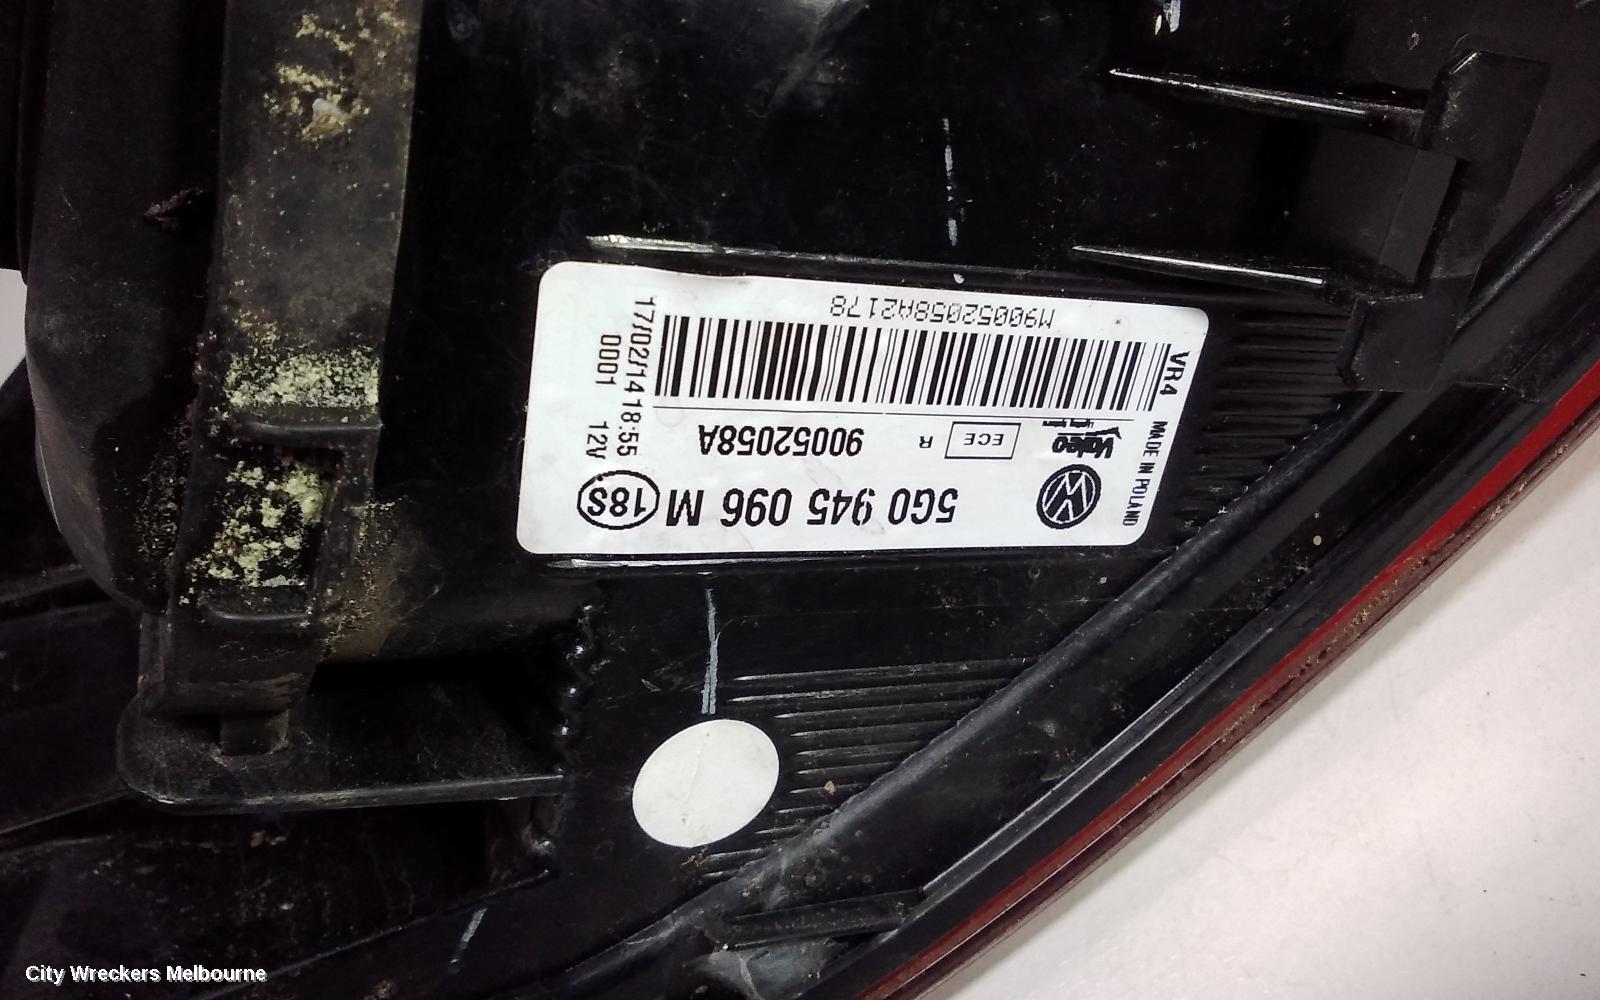 5G0 945 096 M 18S
MADE IN POLAND
Valeo
ECE R 90052058A
VR4
M90052058A2178
17/02/14 18:55
0001 12V
City Wreckers Melbourne